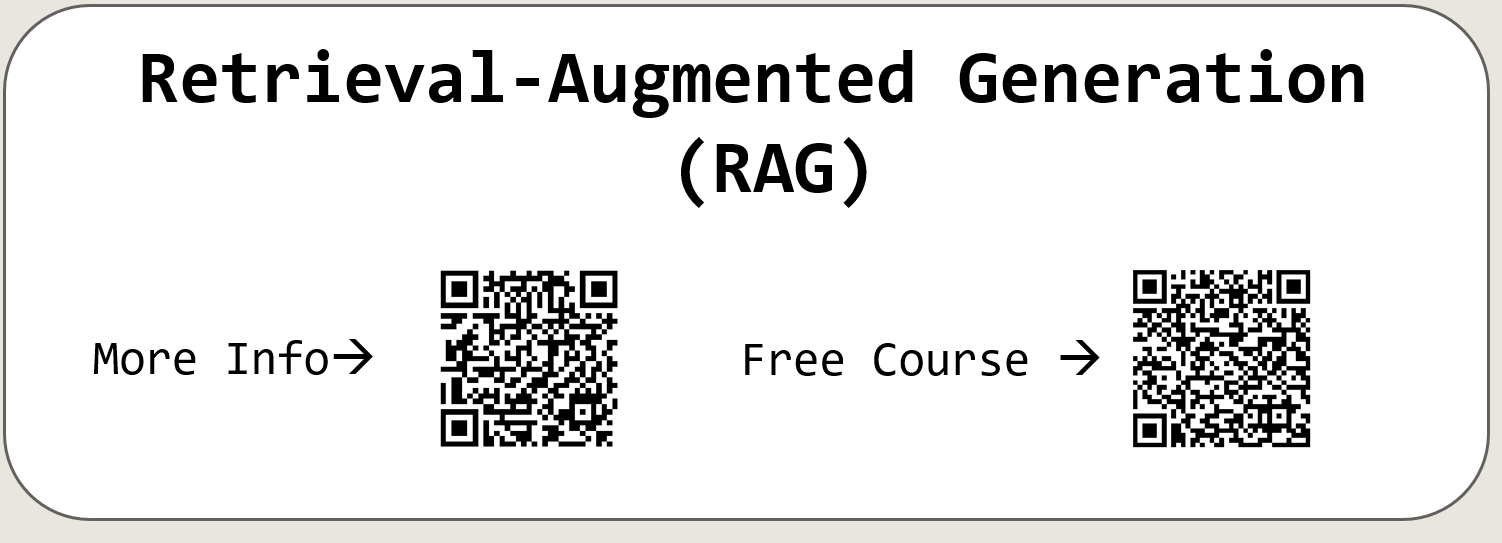 Retrieval-Augmented Generation
(RAG)
More Info→
Free Course →